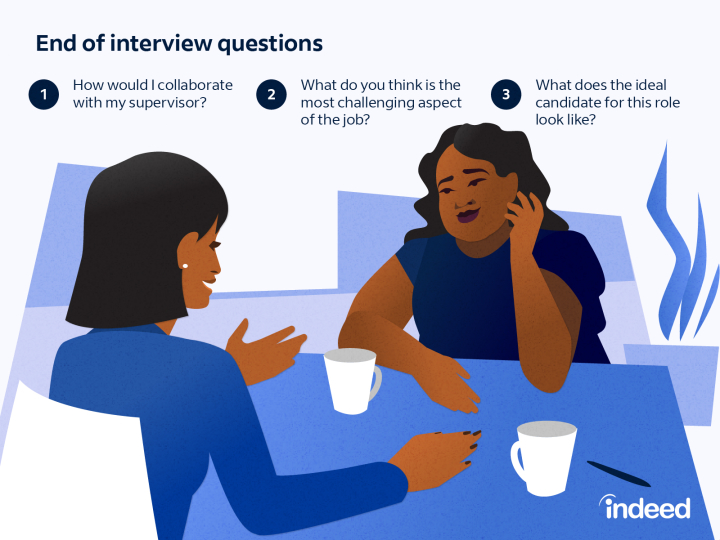 End of interview questions
1
How would I collaborate
with my supervisor?
2
What do you think is the
most challenging aspect
of the job?
3
What does the ideal
candidate for this role
look like?
indeed